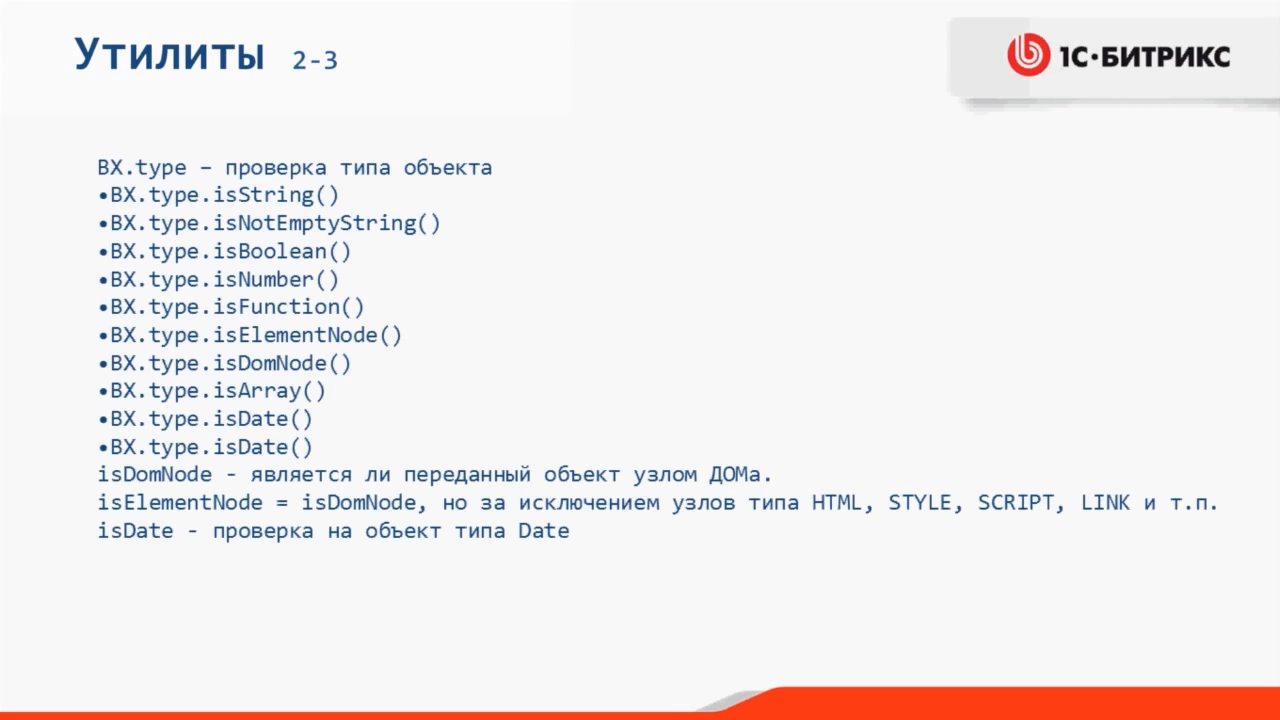 Утилиты 2-3
1С·БИТРИКС
BX.type – проверка типа объекта
•BX.type.isString()
•BX.type.isNotEmptyString()
•BX.type.isBoolean()
•BX.type.isNumber()
•BX.type.isFunction()
•BX.type.isElementNode()
•BX.type.isDomNode()
•BX.type.isArray()
•BX.type.isDate()
•BX.type.isDate()
isDomNode - является ли переданный объект узлом ДОМа.
isElementNode = isDomNode, но за исключением узлов типа HTML, STYLE, SCRIPT, LINK и т.п.
isDate - проверка на объект типа Date